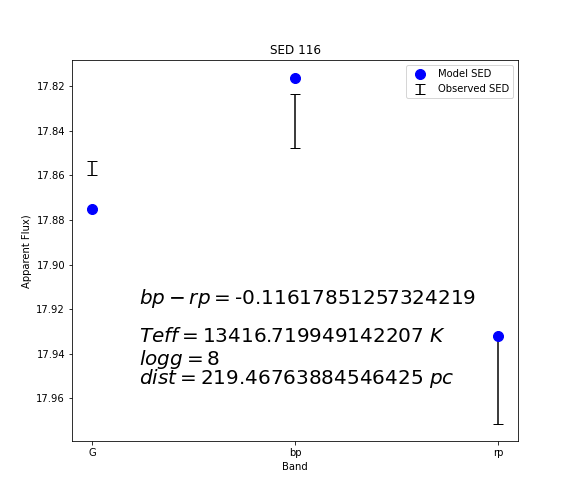 SED 116
Model SED
Observed SED
17.82
17.84
17.86
17.88
17.90
17.92
17.94
17.96
Apparent Flux)
bp − rp = -0.11617851257324219
Teff = 13416.719949142207 K
logg = 8
dist = 219.46763884546425 pc
G bp rp
Band